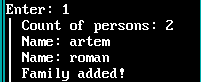 Enter: 1
Count of persons: 2
Name: artem
Name: roman
Family added!